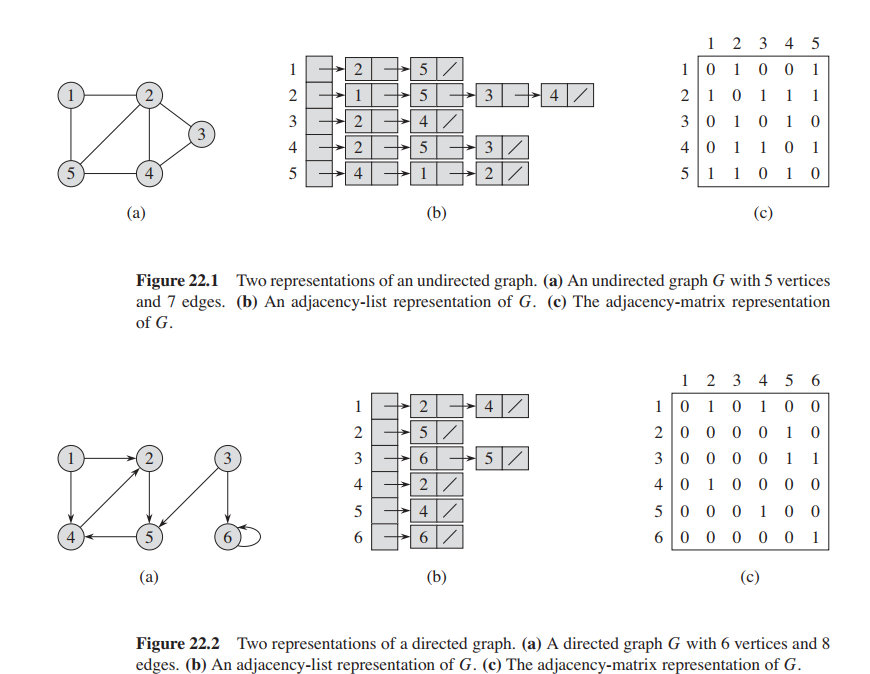 1 2 3 4 5
1 2 5 1 0 1 0 0 1
1 2 2 1 5 3 4 2 1 0 1 1 1
3 3 2 4 3 0 1 0 1 0
4 2 5 3 4 0 1 1 0 1
5 4 5 4 1 2 5 1 1 0 1 0
(a) (b) (c)
Figure 22.1 Two representations of an undirected graph. (a) An undirected graph G with 5 vertices
and 7 edges. (b) An adjacency-list representation of G. (c) The adjacency-matrix representation
of G.
1 2 3 4 5 6
1 2 4 1 0 1 0 1 0 0
2 5 2 0 0 0 0 1 0
1 2 3 3 6 5 3 0 0 0 0 1 1
4 2 4 0 1 0 0 0 0
5 4 5 0 0 0 1 0 0
4 5 6 6 6 6 0 0 0 0 0 1
(a) (b) (c)
Figure 22.2 Two representations of a directed graph. (a) A directed graph G with 6 vertices and 8
edges. (b) An adjacency-list representation of G. (c) The adjacency-matrix representation of G.